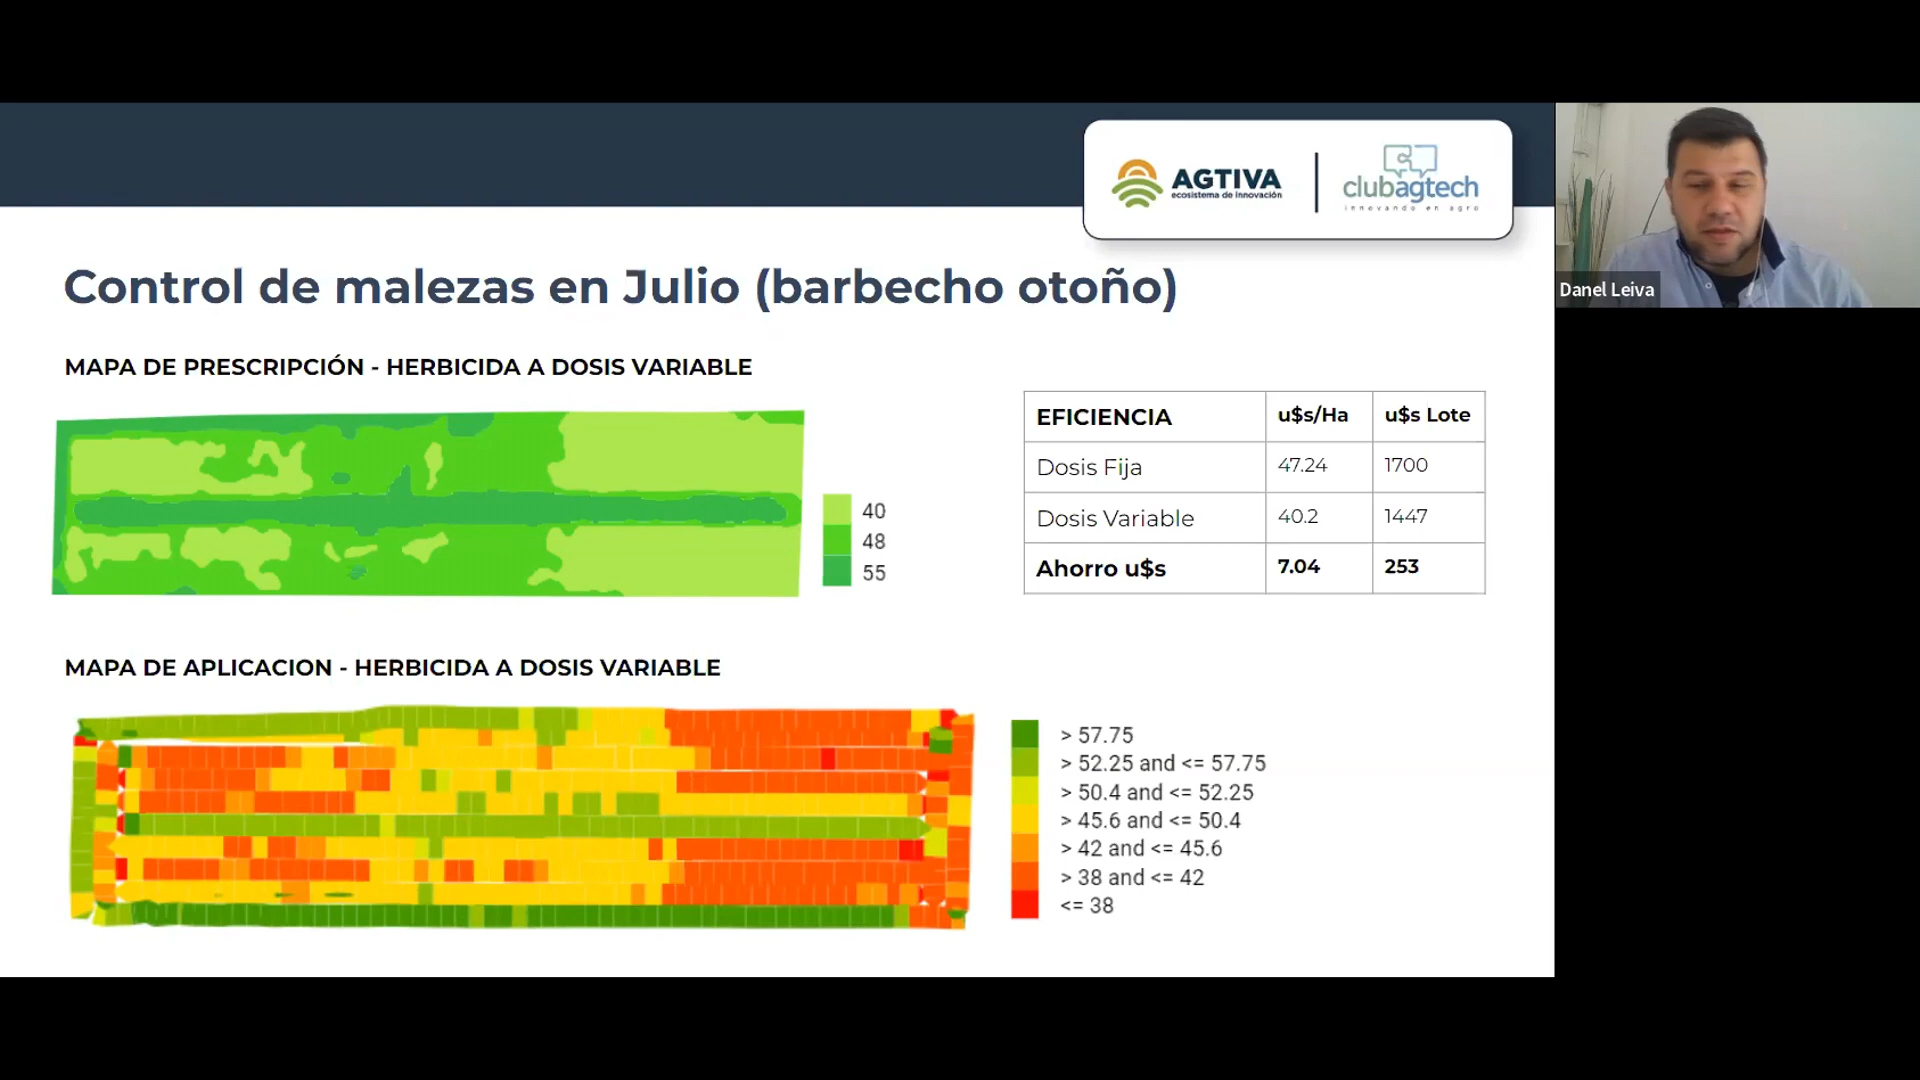 AGTIVA
ecosistema de innovación
clubagtech
innovando en agro
Danel Leiva
Control de malezas en Julio (barbecho otoño)
MAPA DE PRESCRIPCIÓN - HERBICIDA A DOSIS VARIABLE
40
48
55
EFICIENCIA u$s/Ha u$s Lote
Dosis Fija 47.24 1700
Dosis Variable 40.2 1447
Ahorro u$s 7.04 253
MAPA DE APLICACION - HERBICIDA A DOSIS VARIABLE
> 57.75
> 52.25 and <= 57.75
> 50.4 and <= 52.25
> 45.6 and <= 50.4
> 42 and <= 45.6
> 38 and <= 42
<= 38